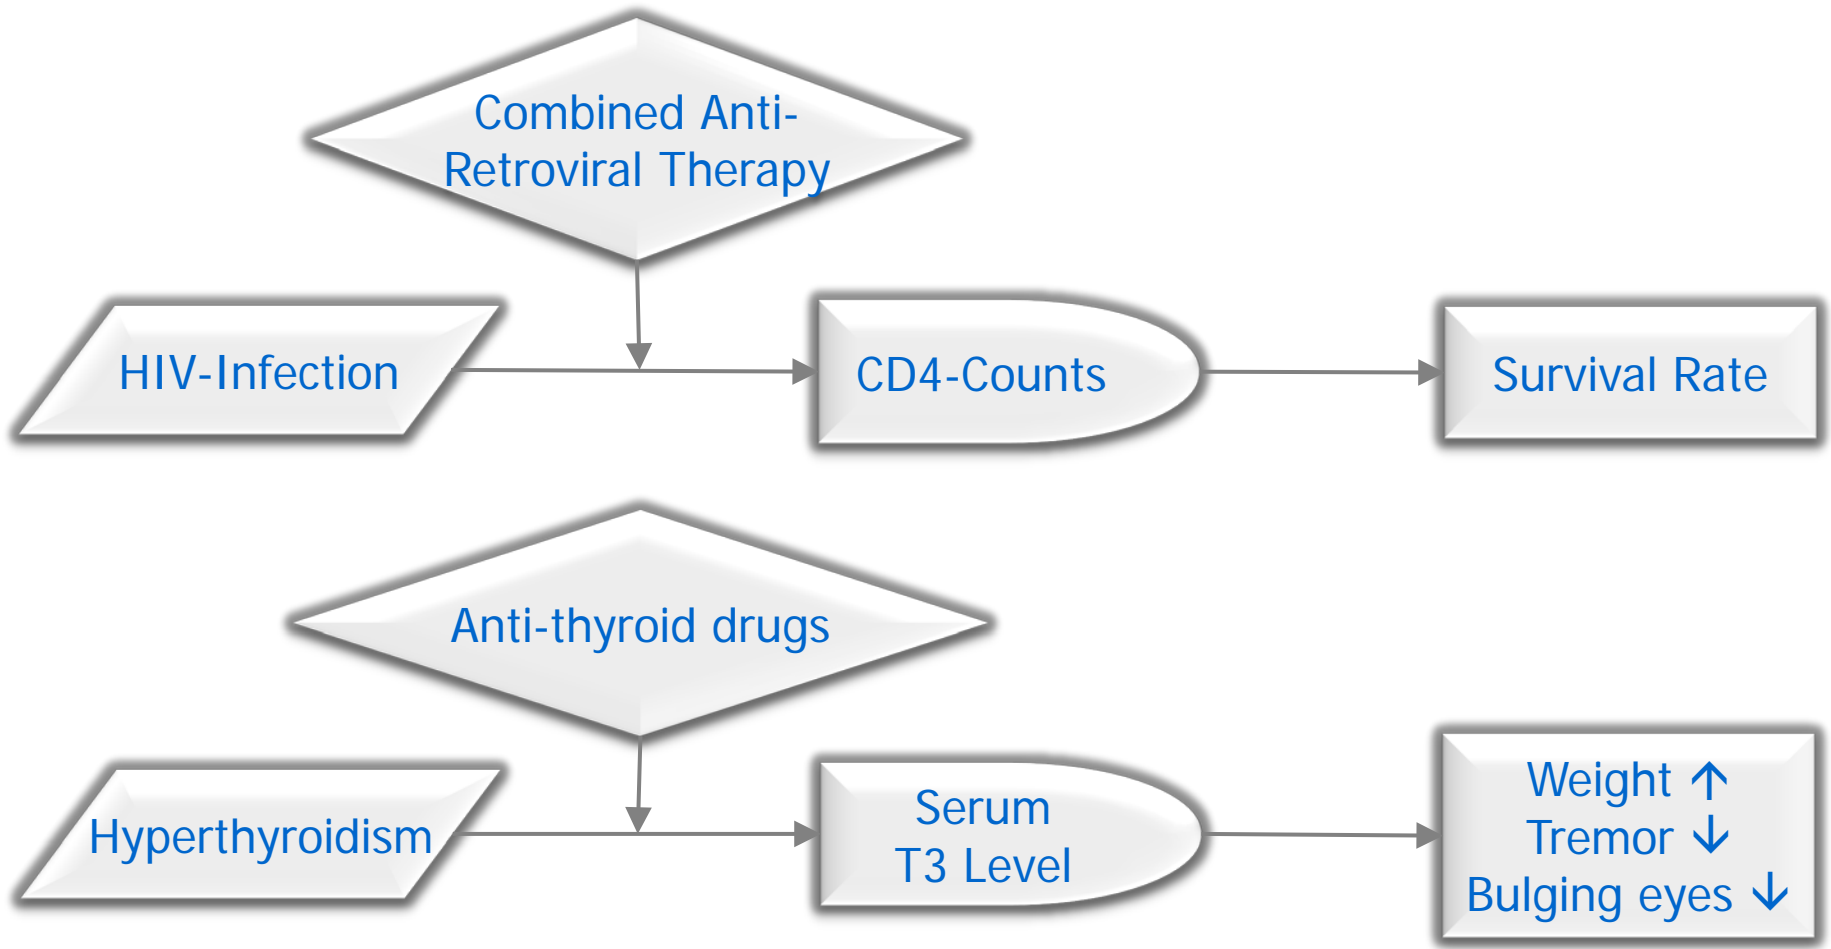 Combined Anti-
Retroviral Therapy
HIV-Infection
CD4-Counts
Survival Rate
Anti-thyroid drugs
Hyperthyroidism
Serum
T3 Level
Weight ↑
Tremor ↓
Bulging eyes ↓